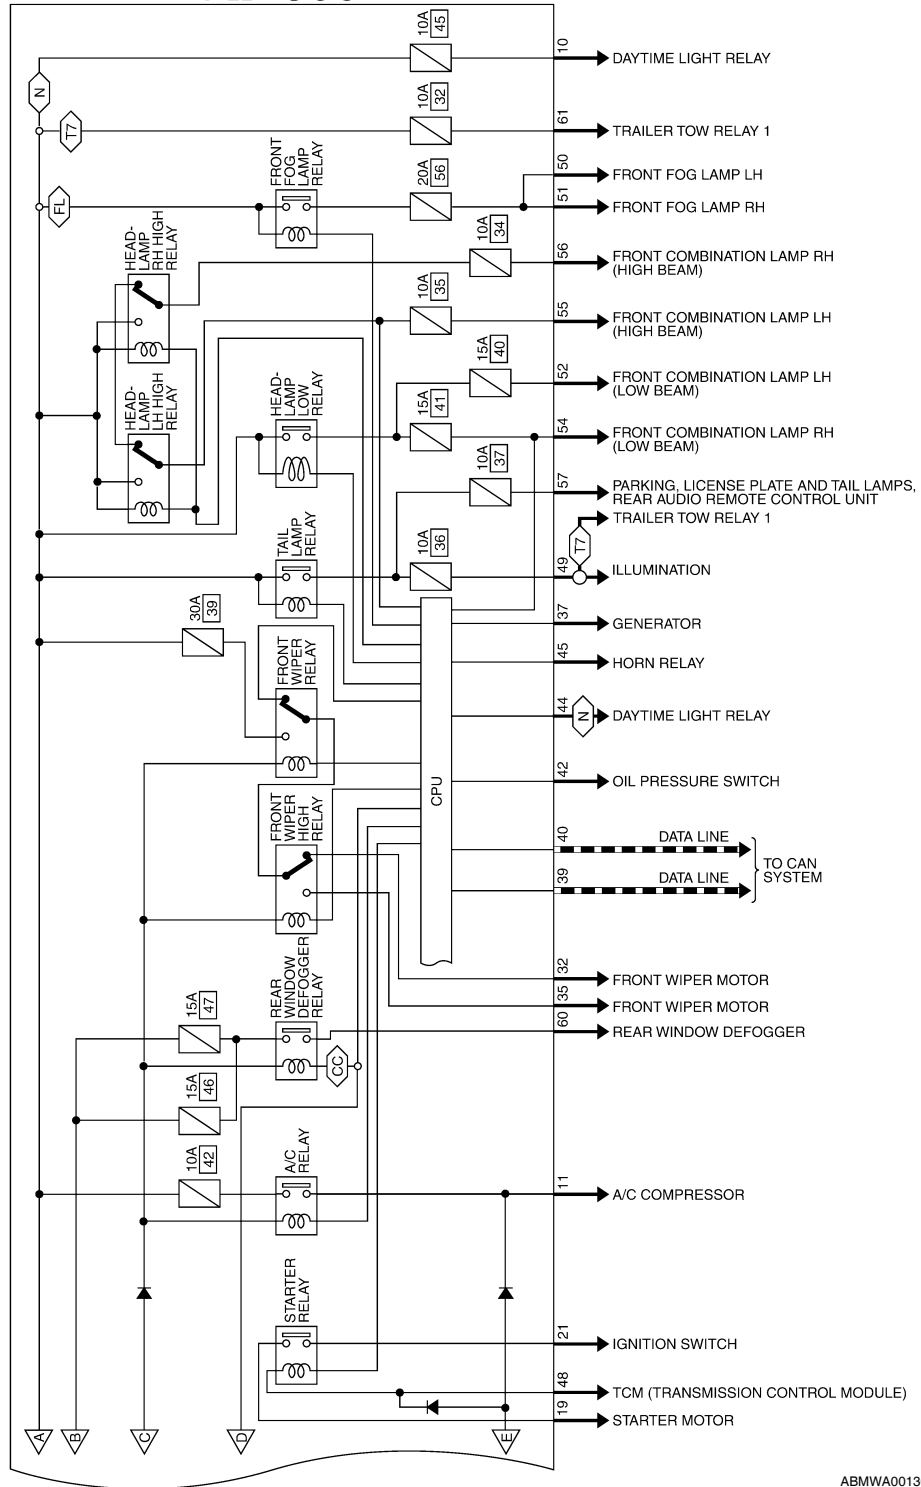 10A
45
10
DAYTIME LIGHT RELAY
N
10A
32
61
TRAILER TOW RELAY 1
T7
FRONT
FOG
LAMP
RELAY
20A
56
50
FRONT FOG LAMP LH
51
FRONT FOG LAMP RH
FL
HEAD-
LAMP
RH HIGH
RELAY
10A
34
56
FRONT COMBINATION LAMP RH
(HIGH BEAM)
10A
35
55
FRONT COMBINATION LAMP LH
(HIGH BEAM)
15A
40
52
FRONT COMBINATION LAMP LH
(LOW BEAM)
HEAD-
LAMP
LH HIGH
RELAY
HEAD-
LAMP
LOW
RELAY
15A
41
54
FRONT COMBINATION LAMP RH
(LOW BEAM)
10A
37
57
PARKING, LICENSE PLATE AND TAIL LAMPS,
REAR AUDIO REMOTE CONTROL UNIT
TRAILER TOW RELAY 1
T7
TAIL
LAMP
RELAY
10A
36
49
ILLUMINATION
30A
39
37
GENERATOR
FRONT
WIPER
RELAY
45
HORN RELAY
44
N
DAYTIME LIGHT RELAY
CPU
42
OIL PRESSURE SWITCH
FRONT
WIPER
HIGH
RELAY
40
DATA LINE
39
DATA LINE
TO CAN
SYSTEM
32
FRONT WIPER MOTOR
35
FRONT WIPER MOTOR
60
REAR WINDOW DEFOGGER
REAR
WINDOW
DEFOGGER
RELAY
15A
47
CC
15A
46
10A
42
A/C
RELAY
11
A/C COMPRESSOR
STARTER
RELAY
21
IGNITION SWITCH
48
TCM (TRANSMISSION CONTROL MODULE)
19
STARTER MOTOR
A
B
C
D
E
ABMWA0013